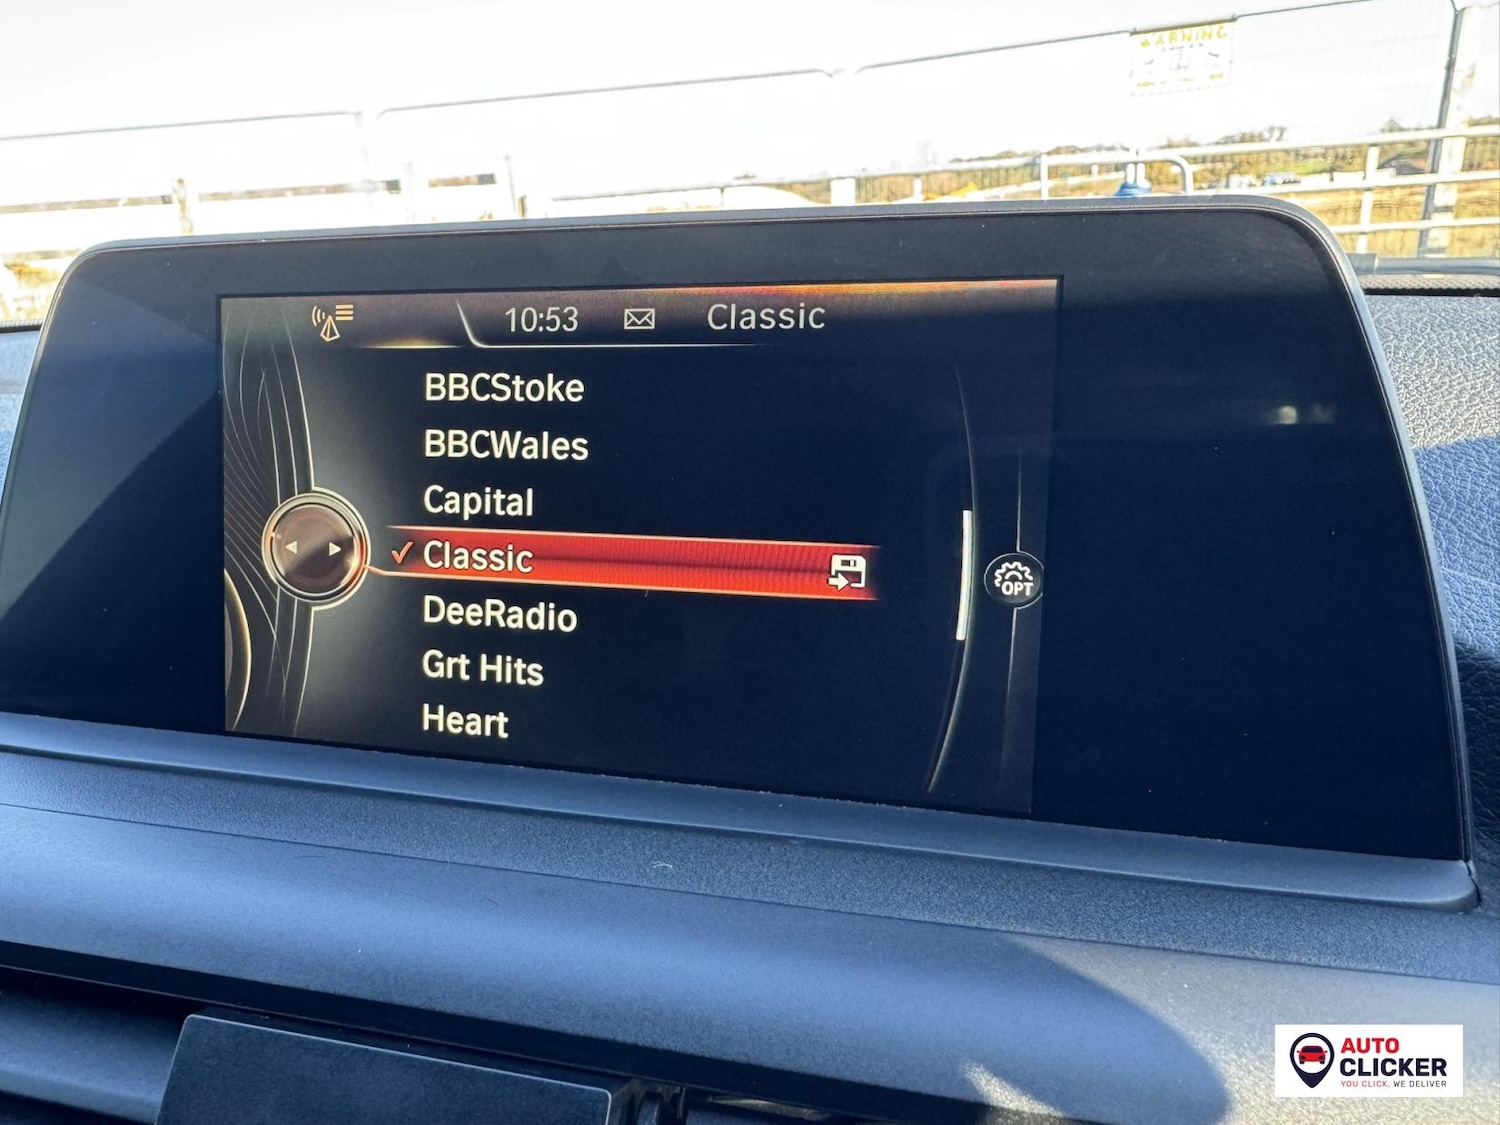 WARNING
10:53 Classic
BBCStoke
BBCWales
Capital
Classic
DeeRadio
OPT
Grt Hits
Heart
AUTO
CLICKER
YOU CLICK, WE DELIVER